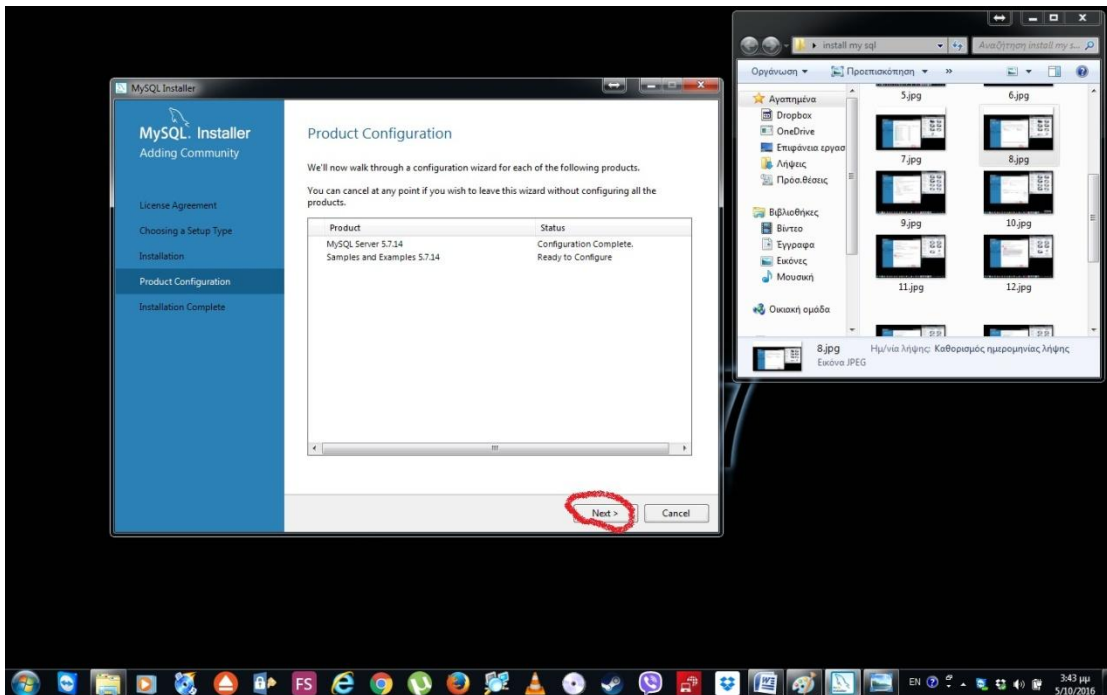 MySQL Installer
MySQL. Installer
Adding Community
License Agreement
Choosing a Setup Type
Installation
Product Configuration
Installation Complete
Product Configuration
We'll now walk through a configuration wizard for each of the following products.
You can cancel at any point if you wish to leave this wizard without configuring all the
products.
Product Status
MySQL Server 5.7.14 Configuration Complete.
Samples and Examples 5.7.14 Ready to Configure
Next > Cancel
install my sql
Αναζήτηση install my s...
Οργάνωση Προεπισκόπηση »
Αγαπημένα
Dropbox
OneDrive
Επιφάνεια εργασ
Λήψεις
Πρόσ.θέσεις
Βιβλιοθήκες
Βίντεο
Έγγραφα
Εικόνες
Μουσική
Οικιακή ομάδα
5.jpg 6.jpg
7.jpg 8.jpg
9.jpg 10.jpg
11.jpg 12.jpg
8.jpg Ημ/νία λήψης: Καθορισμός ημερομηνίας λήψης
Εικόνα JPEG
FS
EN
3:43 μμ
5/10/2016